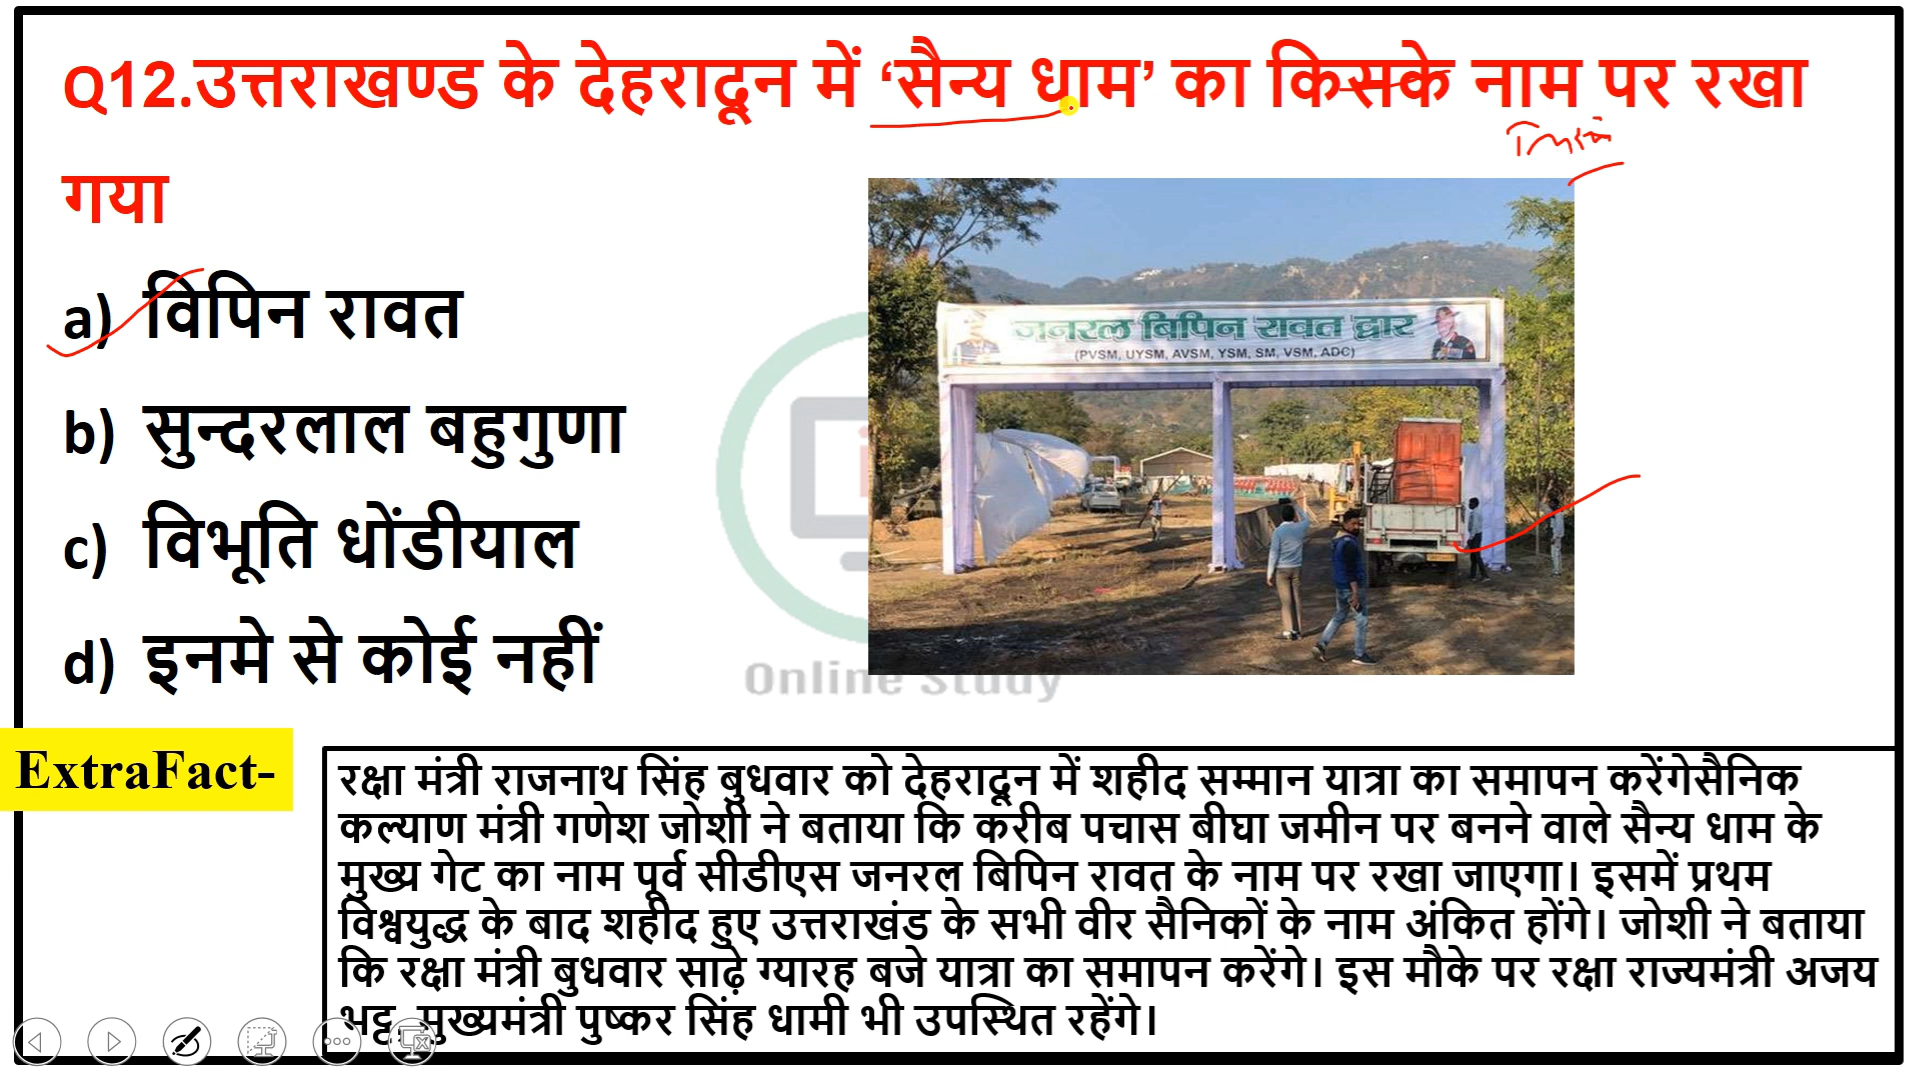 Q12.उत्तराखण्ड के देहरादून में ‘सैन्य धाम’ का किसके नाम पर रखा
गया
a) विपिन रावत
b) सुन्दरलाल बहुगुणा
c) विभूति धोंडीयाल
d) इनमे से कोई नहीं
जनरल बिपिन रावत द्वार
(PVSM, UYSM, AVSM, YSM, SM, VSM, ADC)
Online Study
ExtraFact-
रक्षा मंत्री राजनाथ सिंह बुधवार को देहरादून में शहीद सम्मान यात्रा का समापन करेंगेसैनिक
कल्याण मंत्री गणेश जोशी ने बताया कि करीब पचास बीघा जमीन पर बनने वाले सैन्य धाम के
मुख्य गेट का नाम पूर्व सीडीएस जनरल बिपिन रावत के नाम पर रखा जाएगा। इसमें प्रथम
विश्वयुद्ध के बाद शहीद हुए उत्तराखंड के सभी वीर सैनिकों के नाम अंकित होंगे। जोशी ने बताया
कि रक्षा मंत्री बुधवार साढ़े ग्यारह बजे यात्रा का समापन करेंगे। इस मौके पर रक्षा राज्यमंत्री अजय
भट्ट, मुख्यमंत्री पुष्कर सिंह धामी भी उपस्थित रहेंगे।